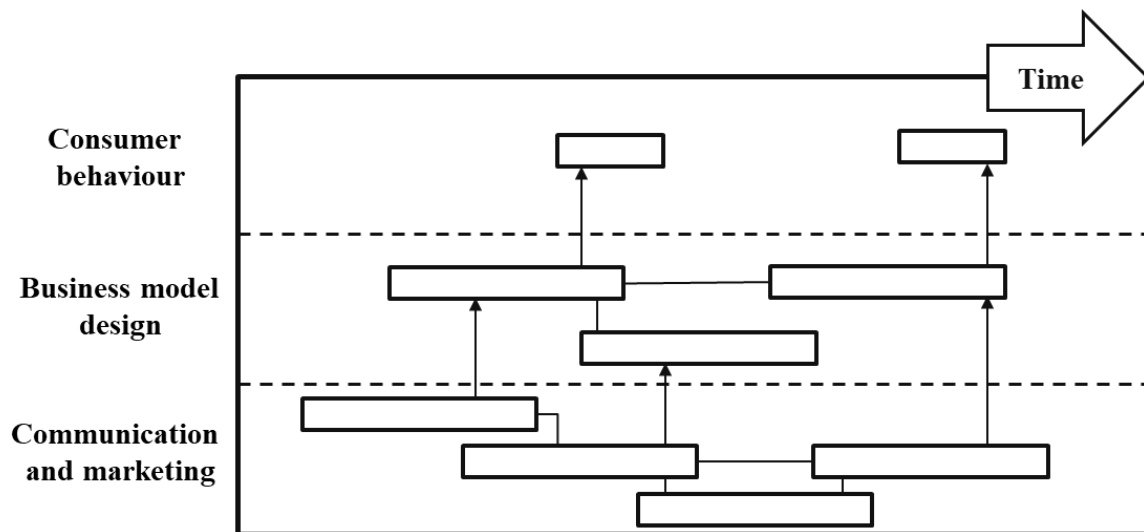 Time
Consumer
behaviour
Business model
design
Communication
and marketing